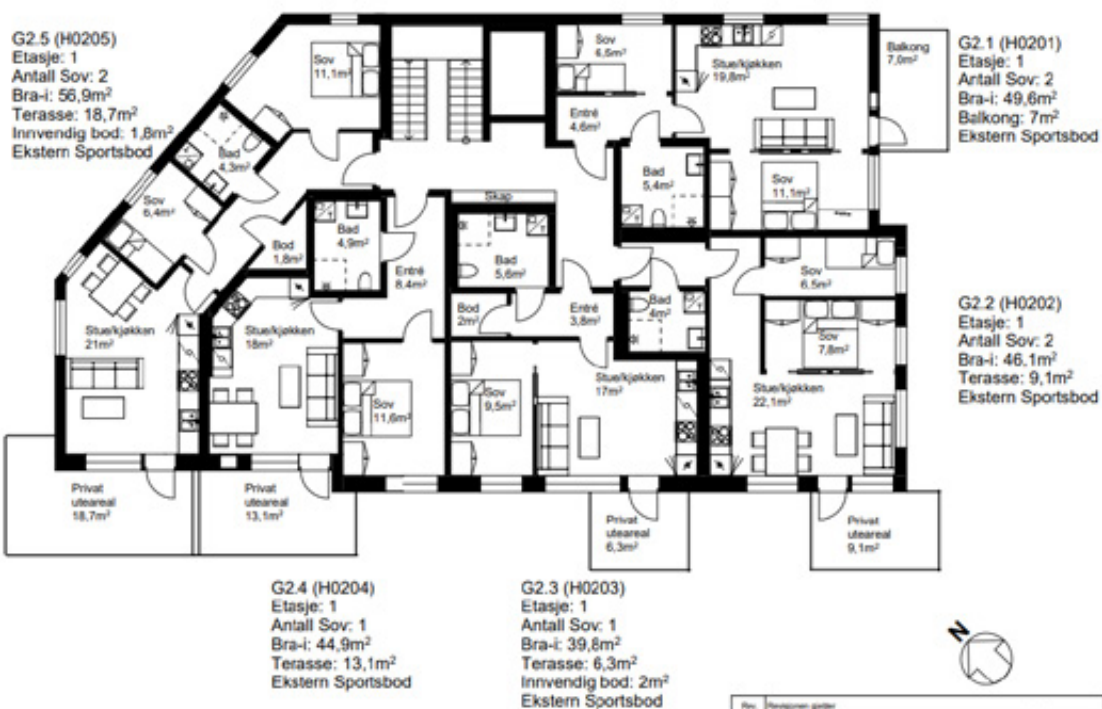 G2.5 (H0205)
Etasje: 1
Antall Sov: 2
Bra-i: 56,9m²
Terasse: 18,7m²
Innvendig bod: 1,8m²
Ekstern Sportsbod
Sov
11,1m²
Bad
4,3m²
Sov
6,4m²
Bod
1,8m²
Stue/kjøkken
21m²
Privat
uteareal
18,7m²
Bad
4,9m²
Entré
8,4m²
Stue/kjøkken
18m²
Sov
11,6m²
Privat
uteareal
13,1m²
Skap
Bad
5,6m²
Bod
2m²
Entré
3,8m²
Sov
9,5m²
Stue/kjøkken
17m²
Privat
uteareal
6,3m²
Sov
6,6m²
Entré
4,6m²
Bad
5,4m²
Stue/kjøkken
19,8m²
Sov
11,1m²
Balkong
7,0m²
G2.1 (H0201)
Etasje: 1
Antall Sov: 2
Bra-i: 49,6m²
Balkong: 7m²
Ekstern Sportsbod
Bad
4m²
Sov
6,5m²
Sov
7,8m²
Stue/kjøkken
22,1m²
Privat
uteareal
9,1m²
G2.2 (H0202)
Etasje: 1
Antall Sov: 2
Bra-i: 46,1m²
Terasse: 9,1m²
Ekstern Sportsbod
G2.4 (H0204)
Etasje: 1
Antall Sov: 1
Bra-i: 44,9m²
Terasse: 13,1m²
Ekstern Sportsbod
G2.3 (H0203)
Etasje: 1
Antall Sov: 1
Bra-i: 39,8m²
Terasse: 6,3m²
Innvendig bod: 2m²
Ekstern Sportsbod
N
Rev. Revisjonen gjelder